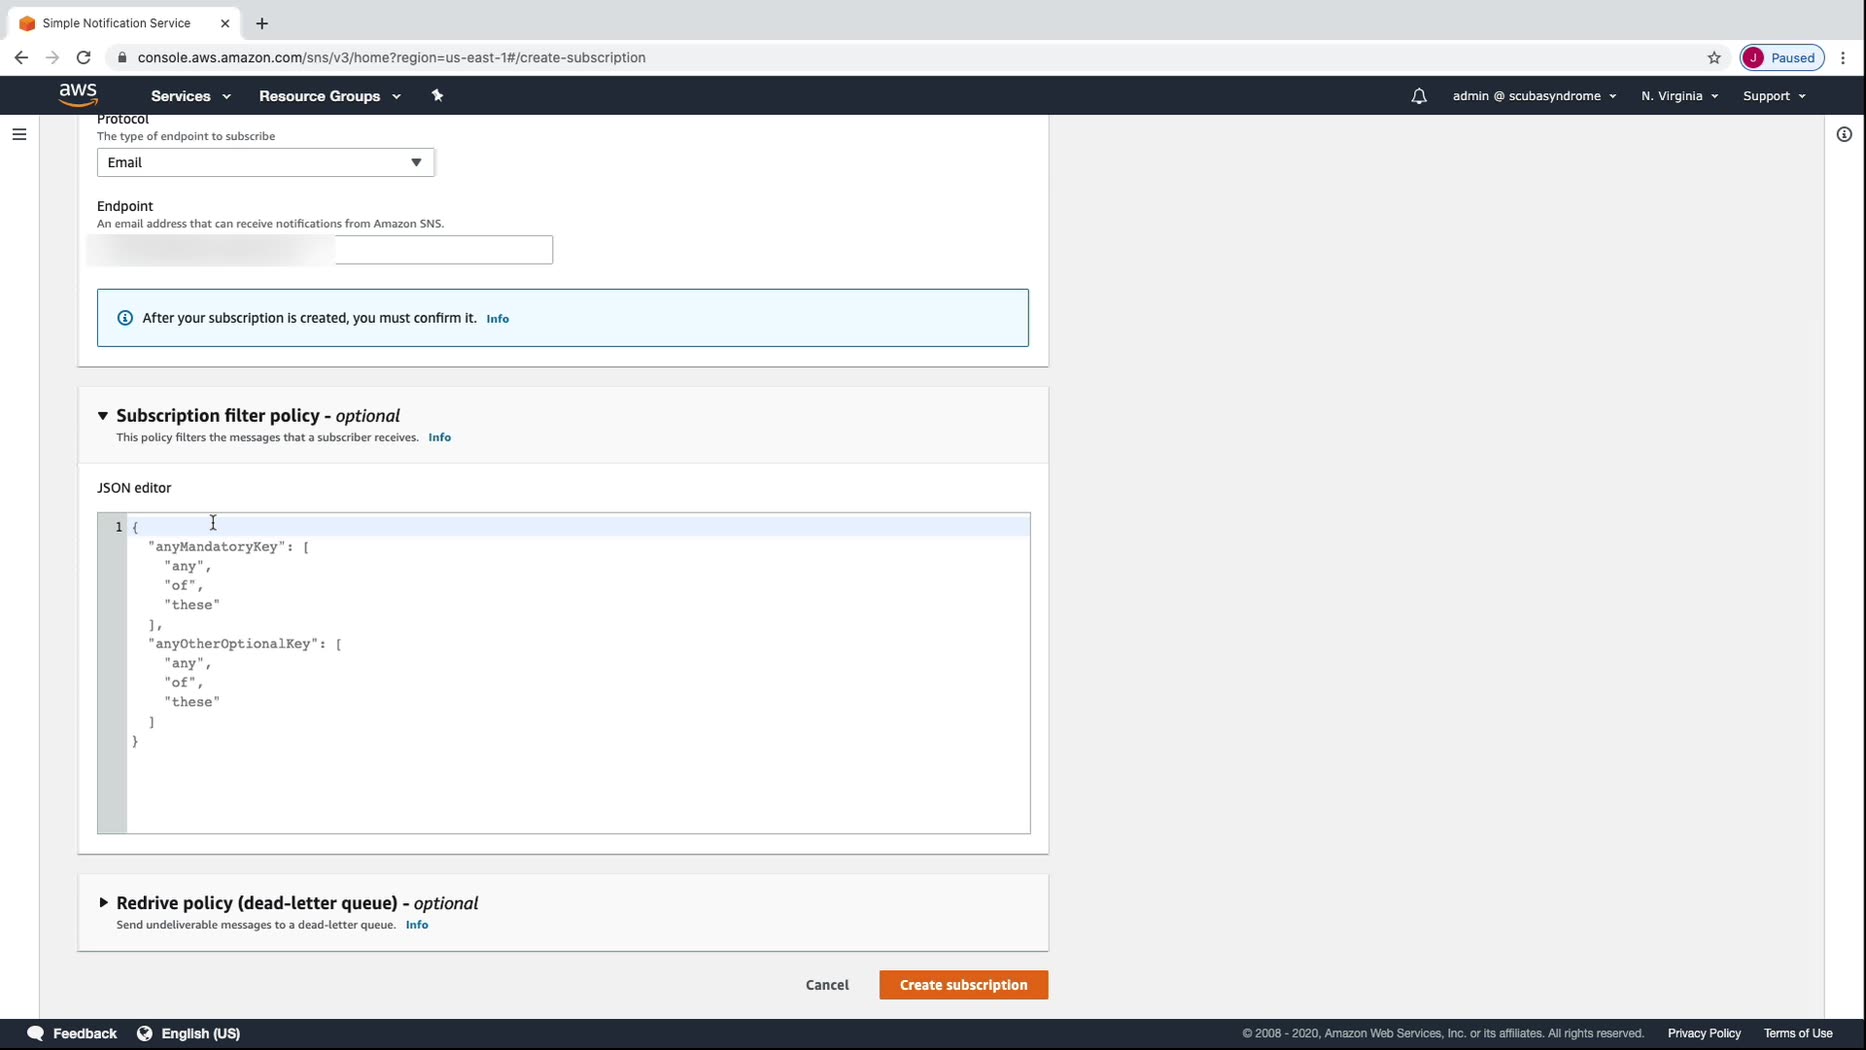 Simple Notification Service
console.aws.amazon.com/sns/v3/home?region=us-east-1#/create-subscription
J Paused
aws Services Resource Groups admin @ scubasyndrome N. Virginia Support
Protocol
The type of endpoint to subscribe
Email
Endpoint
An email address that can receive notifications from Amazon SNS.
After your subscription is created, you must confirm it. Info
Subscription filter policy - optional
This policy filters the messages that a subscriber receives. Info
JSON editor
1 {
"anyMandatoryKey": [
"any",
"of",
"these"
],
"anyOtherOptionalKey": [
"any",
"of",
"these"
]
}
Redrive policy (dead-letter queue) - optional
Send undeliverable messages to a dead-letter queue. Info
Cancel Create subscription
Feedback English (US) © 2008 - 2020, Amazon Web Services, Inc. or its affiliates. All rights reserved. Privacy Policy Terms of Use